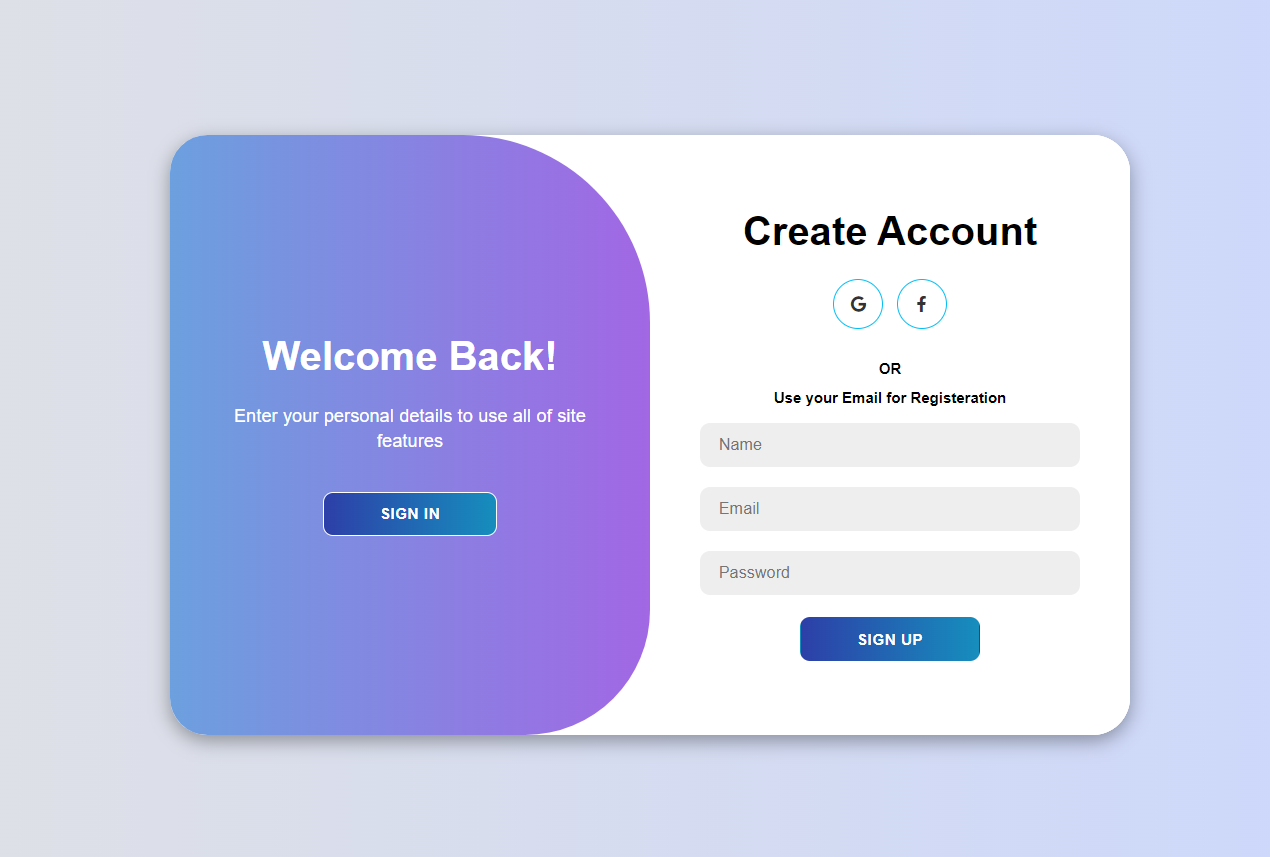 Welcome Back!
Enter your personal details to use all of site
features
SIGN IN
Create Account
G f
OR
Use your Email for Registeration
Name
Email
Password
SIGN UP